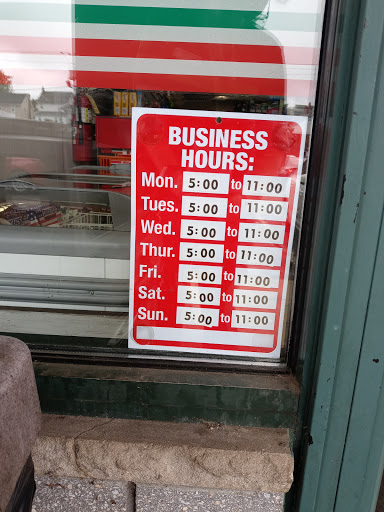 BUSINESS
HOURS:
Mon. 5:00 to 11:00
Tues. 5:00 to 11:00
Wed. 5:00 to 11:00
Thur. 5:00 to 11:00
Fri. 5:00 to 11:00
Sat. 5:00 to 11:00
Sun. 5:00 to 11:00